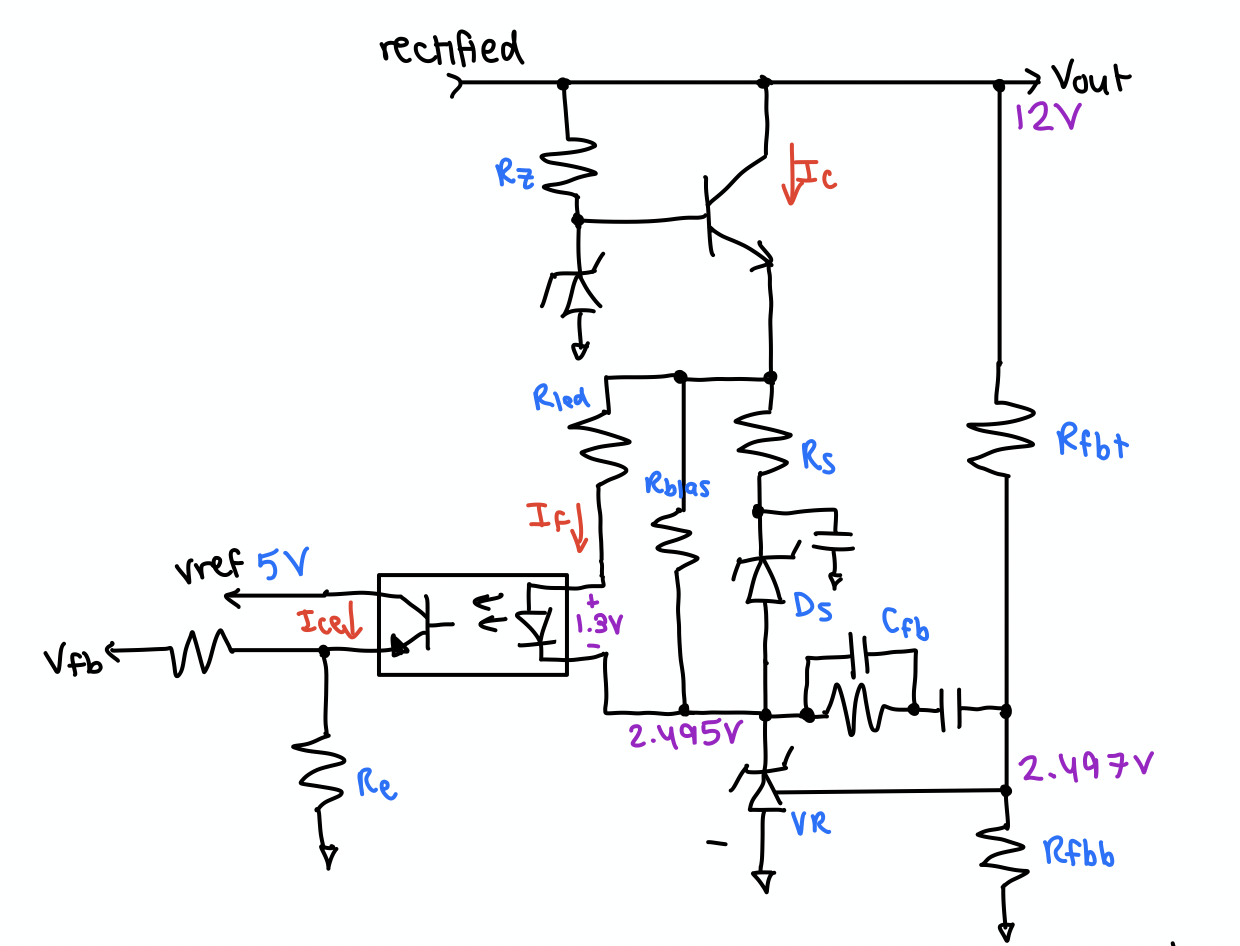 rectified
Vout
12V
Rz
Ic
Rled
Rfbt
Rs
Rbias
IF
vref 5V
+
1.3V
-
Ds
Ice
Cfb
Vfb
2.495V
2.497V
Re
VR
-
Rfbb